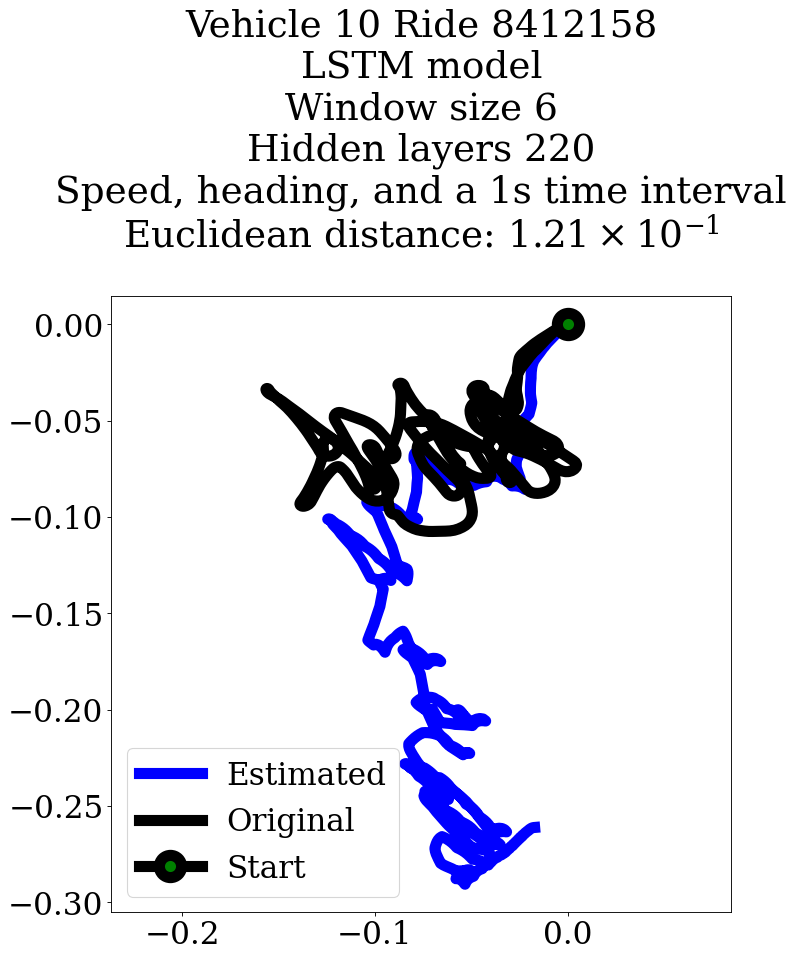 Vehicle 10 Ride 8412158
LSTM model
Window size 6
Hidden layers 220
Speed, heading, and a 1s time interval
Euclidean distance: 1.21 × 10⁻¹
0.00
−0.05
−0.10
−0.15
−0.20
−0.25
−0.30
Estimated
Original
Start
−0.2
−0.1
0.0